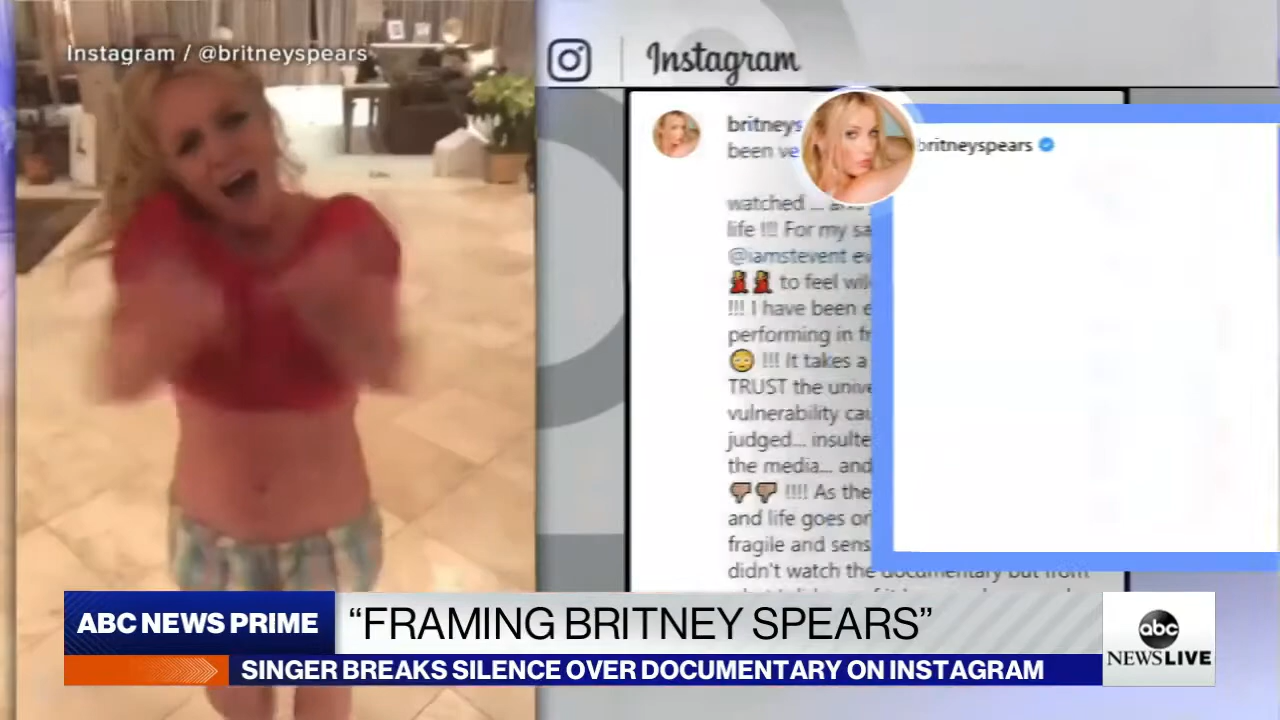 Instagram / @britneyspears
Instagram
britneys
been ve
britneyspears
watched ...
life !!! For my sa
@iamstevent ev
to feel wil
!!! I have been e
performing in fr
!!! It takes a
TRUST the unive
vulnerability cau
judged... insulte
the media... and
!!!! As the
and life goes on
fragile and sens
didn't watch the documentary but from
ABC NEWS PRIME
“FRAMING BRITNEY SPEARS”
SINGER BREAKS SILENCE OVER DOCUMENTARY ON INSTAGRAM
abc
NEWS LIVE